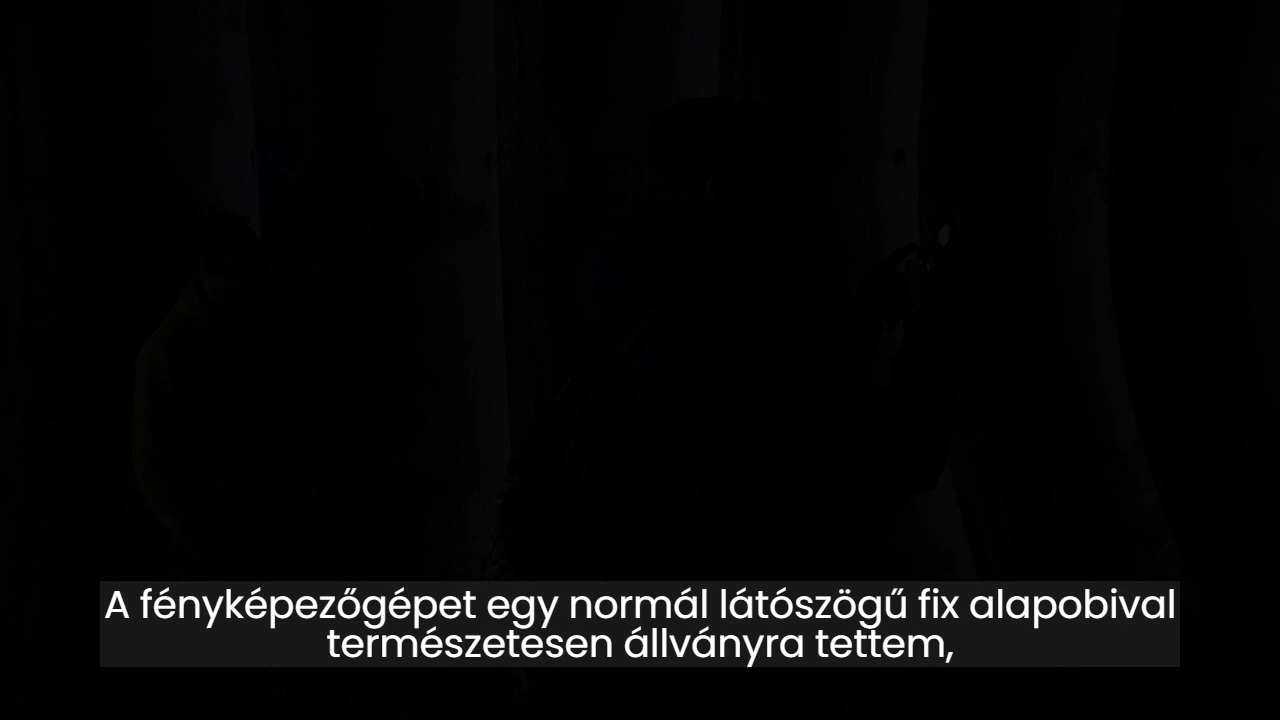 A fényképezőgépet egy normál látószögű fix alapobival
természetesen állványra tettem,